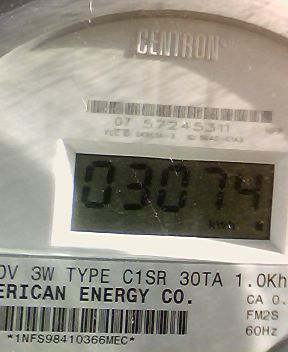 CENTRON
07 57245311
03074
kWh
0V 3W TYPE C1SR 30TA 1.0Kh
ERICAN ENERGY CO.
CA 0.
FM2S
*1NFS98410366MEC*
60Hz